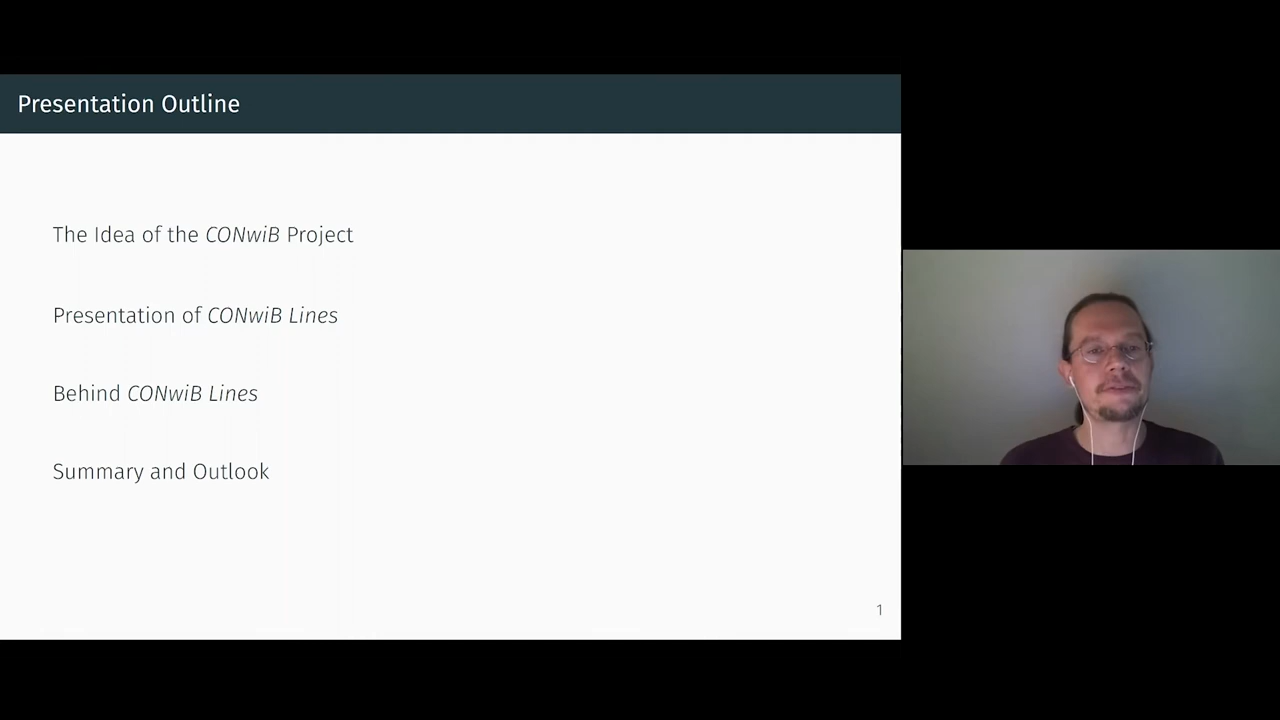 Presentation Outline
The Idea of the CONwiB Project
Presentation of CONwiB Lines
Behind CONwiB Lines
Summary and Outlook
1